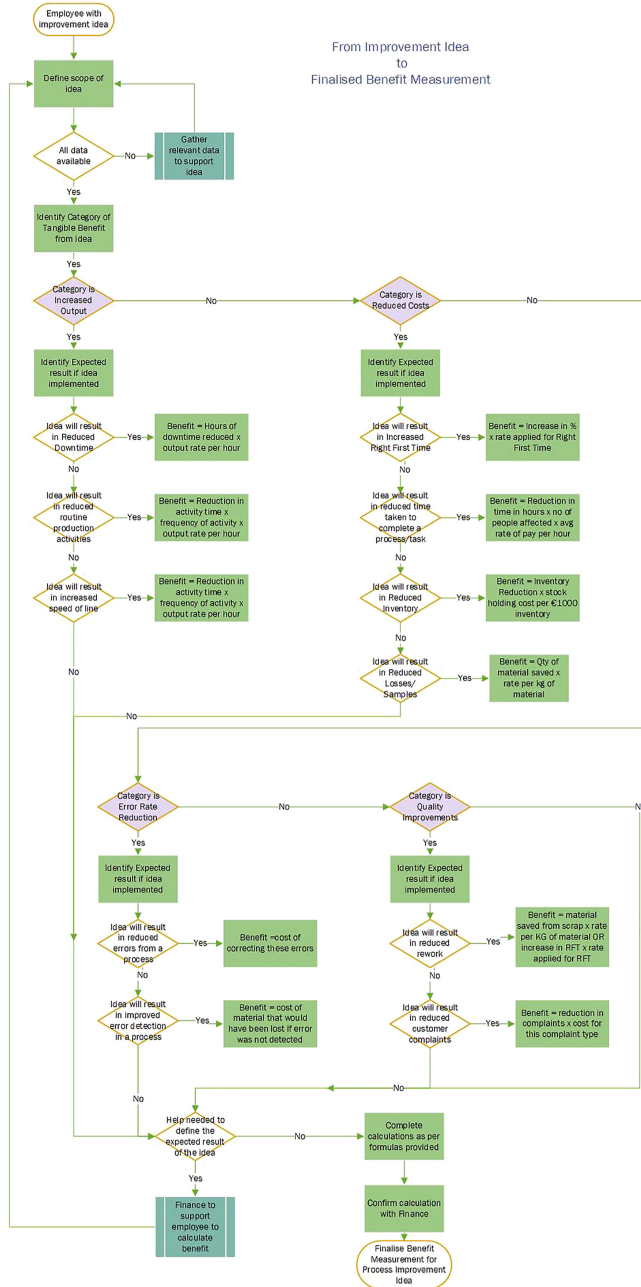 From Improvement Idea
to
Finalised Benefit Measurement
Employee with
improvement idea
Define scope of
idea
All data
available
No
Gather
relevant data
to support
idea
Yes
Identify Category of
Tangible Benefit
from idea
Yes
Category is
Increased
Output
No
Category is
Reduced Costs
No
Yes
Yes
Identify Expected
result if idea
implemented
Identify Expected
result if idea
implemented
Idea will result
in Reduced
Downtime
Yes
Benefit = Hours of
downtime reduced x
output rate per hour
Idea will result
in Increased
Right First Time
Yes
Benefit = Increase in %
x rate applied for Right
First Time
No
No
Idea will result
in reduced
routine
production
activities
Yes
Benefit = Reduction in
activity time x
frequency of activity x
output rate per hour
Idea will result
in reduced time
taken to
complete a
process/task
Yes
Benefit = Reduction in
time in hours x no of
people affected x avg
rate of pay per hour
No
No
Idea will result
in increased
speed of line
Yes
Benefit = Reduction in
activity time x
frequency of activity x
output rate per hour
Idea will result
in Reduced
Inventory
Yes
Benefit = Inventory
Reduction x stock
holding cost per €1000
inventory
No
No
Idea will result
in Reduced
Losses/
Samples
Yes
Benefit = Qty of
material saved x
rate per kg of
material
No
Category is
Error Rate
Reduction
No
Category is
Quality
Improvements
Yes
Yes
Identify Expected
result if idea
implemented
Identify Expected
result if idea
implemented
Idea will result
in reduced
errors from a
process
Yes
Benefit =cost of
correcting these errors
Idea will result
in reduced
rework
Yes
Benefit = material
saved from scrap x rate
per KG of material OR
increase in RFT x rate
applied for RFT
No
No
Idea will result
in improved
error detection
in a process
Yes
Benefit = cost of
material that would
have been lost if error
was not detected
Idea will result
in reduced
customer
complaints
Yes
Benefit = reduction in
complaints x cost for
this complaint type
No
No
Help needed to
define the
expected result
of the idea
No
Complete
calculations as per
formulas provided
Yes
Finance to
support
employee to
calculate
benefit
Confirm calculation
with Finance
Finalise Benefit
Measurement for
Process Improvement
Idea